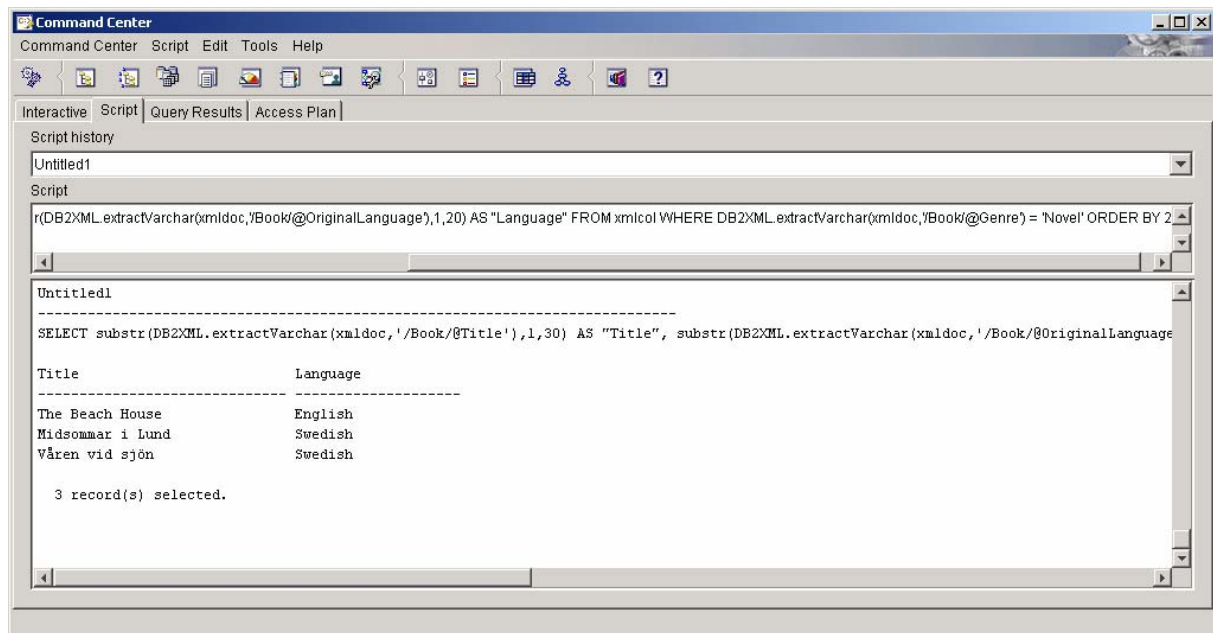 Command Center
Command Center Script Edit Tools Help
Interactive Script Query Results Access Plan
Script history
Untitled1
Script
r(DB2XML.extractVarchar(xmldoc,'/Book/@OriginalLanguage'),1,20) AS "Language" FROM xmlcol WHERE DB2XML.extractVarchar(xmldoc,'/Book/@Genre') = 'Novel' ORDER BY 2
Untitled1
------------------------------------------------------------------------------
SELECT substr(DB2XML.extractVarchar(xmldoc,'/Book/@Title'),1,30) AS "Title", substr(DB2XML.extractVarchar(xmldoc,'/Book/@OriginalLanguage
Title Language
------------------------------ --------------------
The Beach House English
Midsommar i Lund Swedish
Våren vid sjön Swedish
3 record(s) selected.